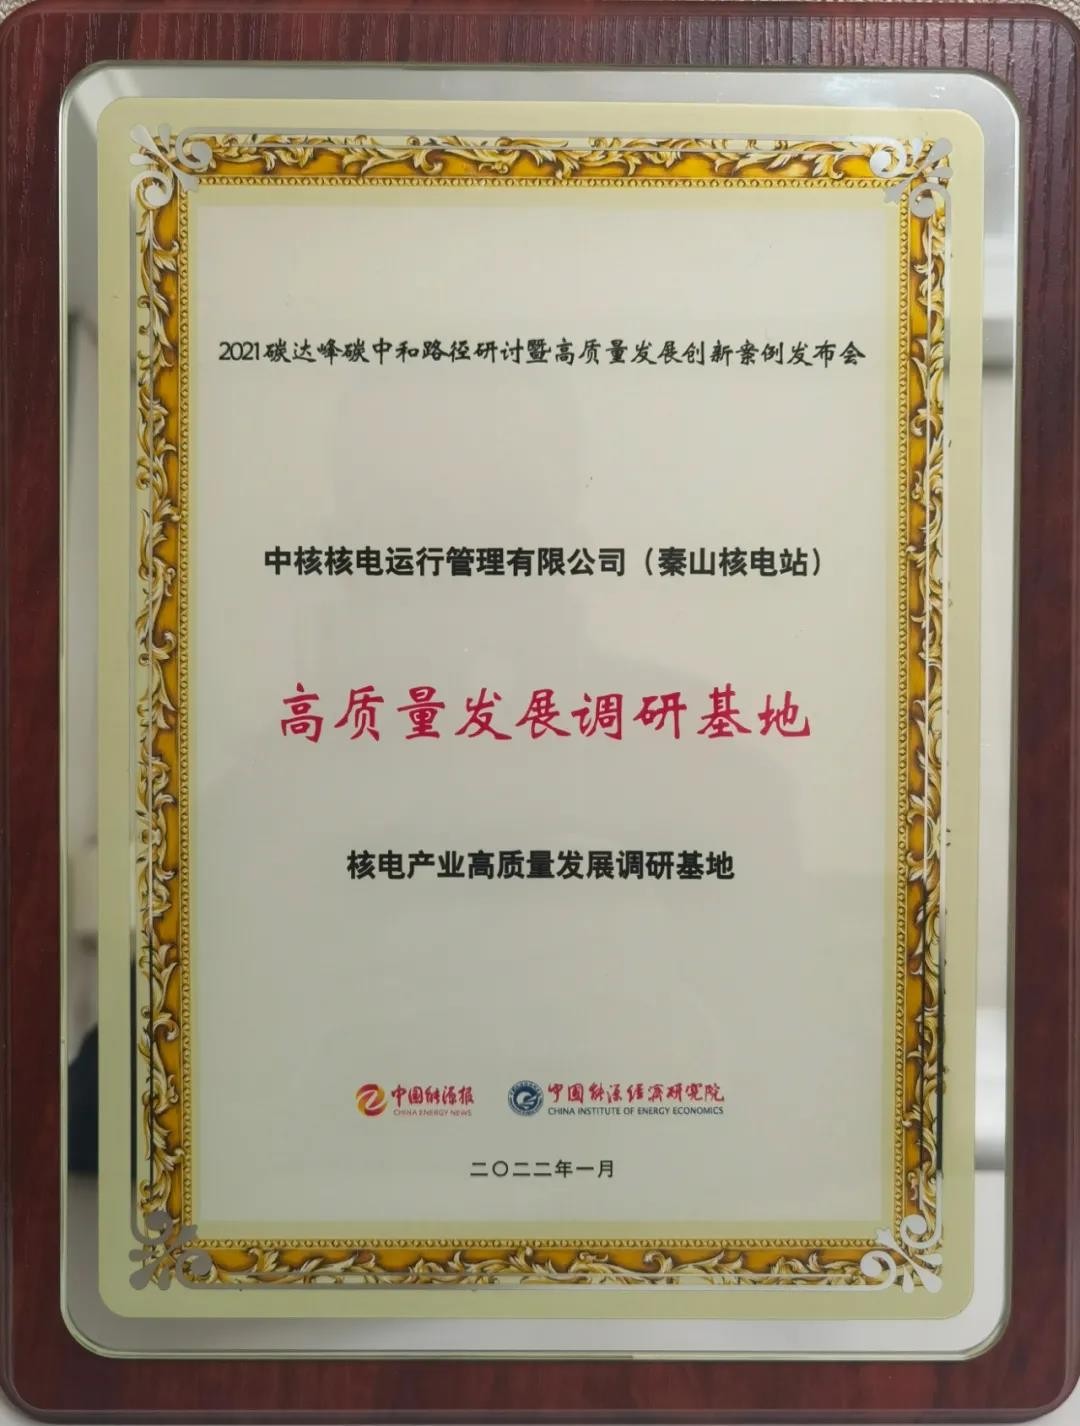 2021碳达峰碳中和路径研讨暨高质量发展创新案例发布会
中核核电运行管理有限公司（秦山核电站）
高质量发展调研基地
核电产业高质量发展调研基地
中国能源报
CHINA ENERGY NEWS
中国能源经济研究院
CHINA INSTITUTE OF ENERGY ECONOMICS
二〇二二年一月